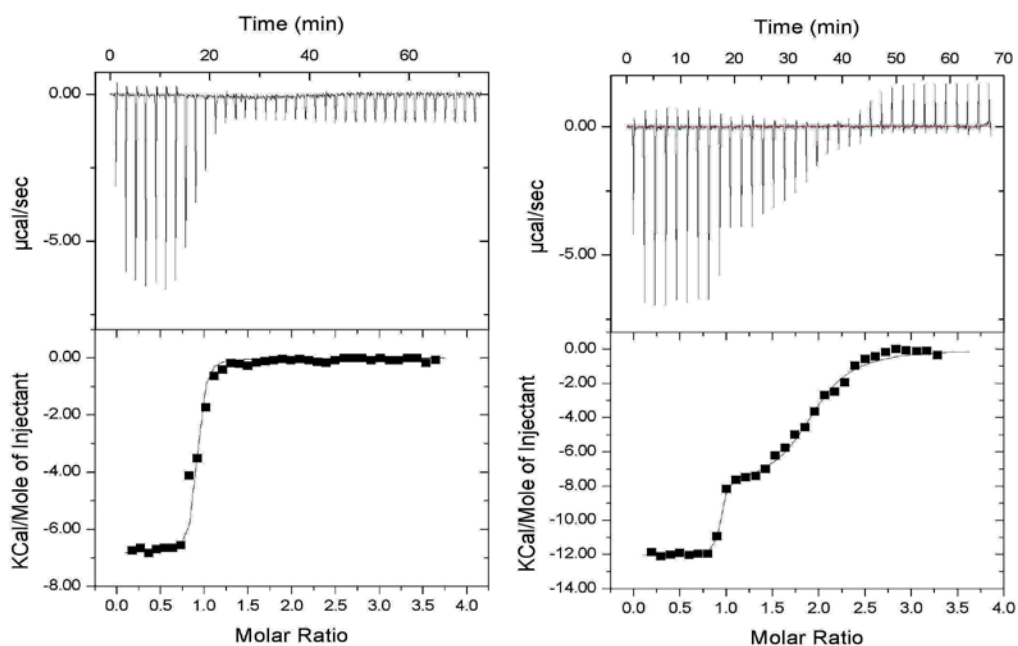 Time (min)
0 20 40 60
0.00
-5.00
µcal/sec
0.00
-2.00
-4.00
-6.00
-8.00
KCal/Mole of Injectant
0.0 0.5 1.0 1.5 2.0 2.5 3.0 3.5 4.0
Molar Ratio
Time (min)
0 10 20 30 40 50 60 70
0.00
-5.00
µcal/sec
0.00
-2.00
-4.00
-6.00
-8.00
-10.00
-12.00
-14.00
KCal/Mole of Injectant
0.0 0.5 1.0 1.5 2.0 2.5 3.0 3.5 4.0
Molar Ratio